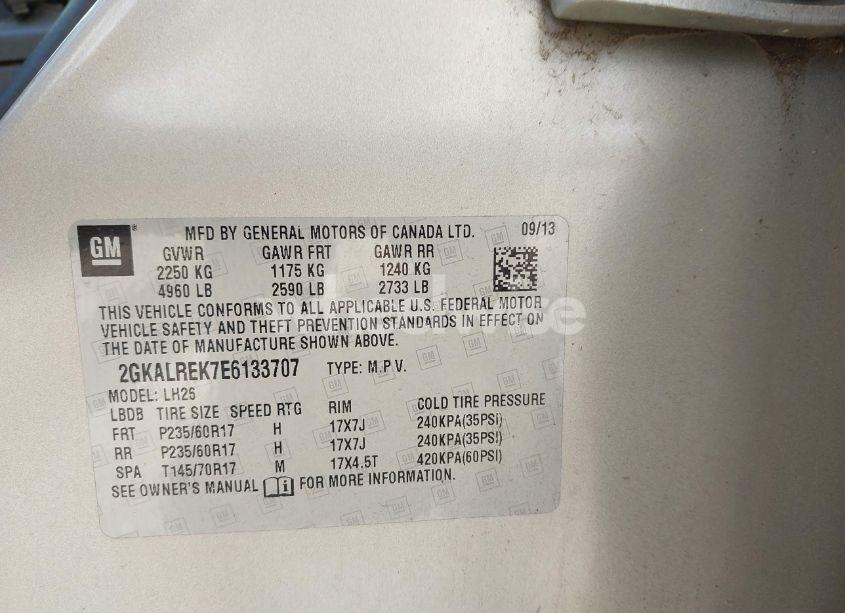 GM ® MFD BY GENERAL MOTORS OF CANADA LTD. 09/13
GVWR GAWR FRT GAWR RR
2250 KG 1175 KG 1240 KG
4960 LB 2590 LB 2733 LB
THIS VEHICLE CONFORMS TO ALL APPLICABLE U.S. FEDERAL MOTOR
VEHICLE SAFETY AND THEFT PREVENTION STANDARDS IN EFFECT ON
THE DATE OF MANUFACTURE SHOWN ABOVE.
2GKALREK7E6133707 TYPE: M.P.V.
MODEL: LH26
LBDB TIRE SIZE SPEED RTG RIM COLD TIRE PRESSURE
FRT P235/60R17 H 17X7J 240KPA(35PSI)
RR P235/60R17 H 17X7J 240KPA(35PSI)
SPA T145/70R17 M 17X4.5T 420KPA(60PSI)
SEE OWNER'S MANUAL i FOR MORE INFORMATION.